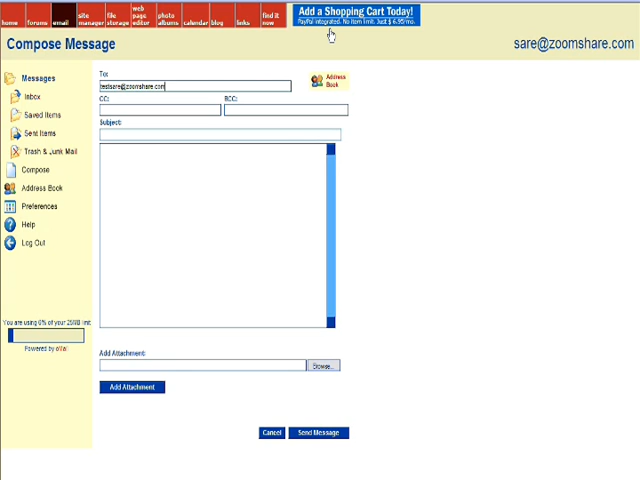 home
forums
email
site manager
file storage
web page editor
photo albums
calendar
blog
links
find it now
Add a Shopping Cart Today!
PayPal Integrated. No Item limit. Just $ 6.95/mo.
Compose Message
sare@zoomshare.com
Messages
Inbox
Saved Items
Sent Items
Trash & Junk Mail
Compose
Address Book
Preferences
Help
Log Out
You are using 6% of your 25MB limit
Powered by
To:
testsare@zoomshare.com
Address Book
CC:
BCC:
Subject:
Add Attachment:
Browse...
Add Attachment
Cancel
Send Message